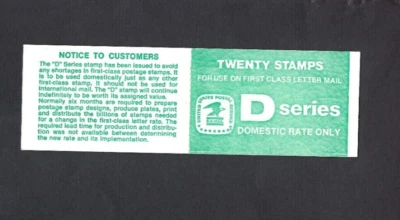 NOTICE TO CUSTOMERS
The "D" Series stamp has been issued to avoid
any shortages in first-class postage stamps. It
is to be used domestically just as any other
first-class stamp. It should not be used for
international mail. The "D" stamp will continue
indefinitely to be worth its assigned value.
Normally six months are required to prepare
postage stamp designs, produce plates, print
and distribute the billions of stamps needed
for a change in the first-class letter rate. The
required lead time for production and distribu-
tion was not available between determining
the new rate and its implementation.
TWENTY STAMPS
FOR USE ON FIRST CLASS LETTER MAIL
D series
DOMESTIC RATE ONLY